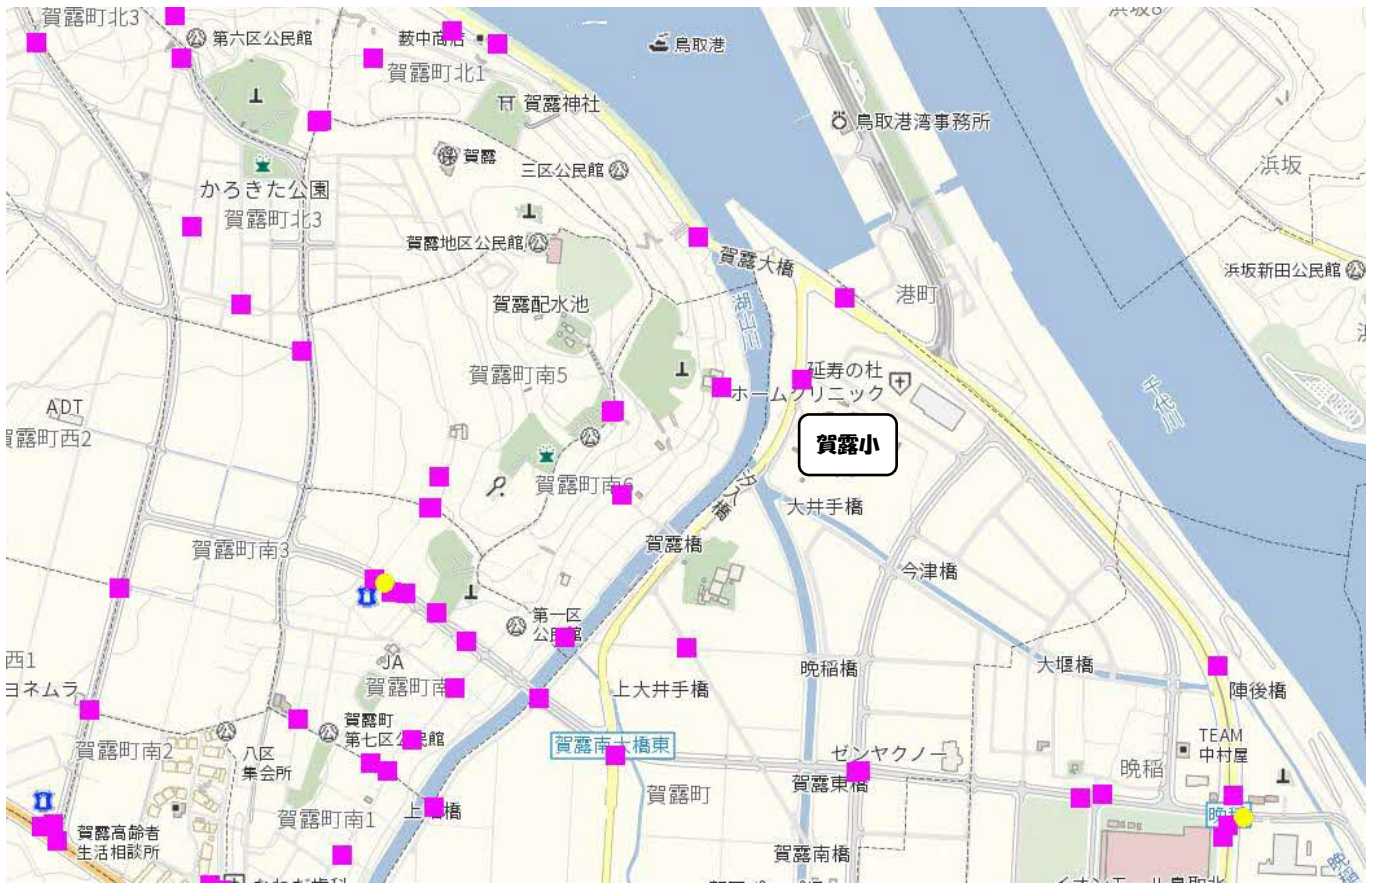 賀露町北3
第六区公民館
藪中商店
賀露町北1
鳥取港
賀露神社
鳥取港湾事務所
賀露
三区公民館
浜坂
かろきた公園
賀露町北3
賀露地区公民館
賀露大橋
浜坂新田公民館
港町
湖山川
賀露配水池
延寿の杜
ホームクリニック
賀露町南5
千代川
ADT
賀露町西2
賀露小
賀露町南6
大井手橋
賀露橋
賀露町南3
今津橋
第一区
公民館
JA
晩稲橋
大堰橋
西1
ヨネムラ
賀露町南
上大井手橋
陣後橋
賀露町
第七区公民館
賀露南大橋東
TEAM
中村屋
賀露町南2
八区
集会所
ゼンヤクノー
晩稲
賀露東橋
賀露町
賀露町南1
賀露高齢者
生活相談所
賀露南橋
晩稲